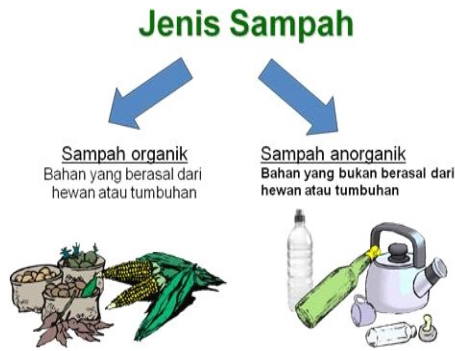 Jenis Sampah
Sampah organik
Bahan yang berasal dari
hewan atau tumbuhan
Sampah anorganik
Bahan yang bukan berasal dari
hewan atau tumbuhan